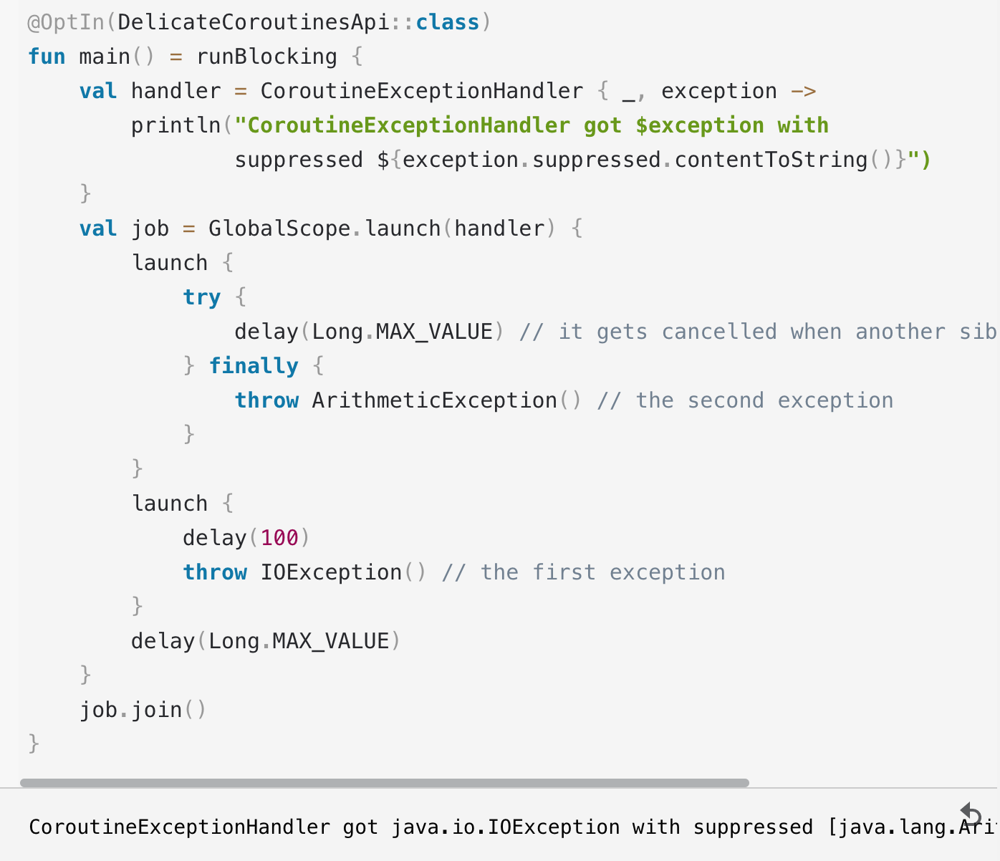 @OptIn(DelicateCoroutinesApi::class)
fun main() = runBlocking {
    val handler = CoroutineExceptionHandler { _, exception ->
        println("CoroutineExceptionHandler got $exception with
                suppressed ${exception.suppressed.contentToString()}")
    }
    val job = GlobalScope.launch(handler) {
        launch {
            try {
                delay(Long.MAX_VALUE) // it gets cancelled when another sib
            } finally {
                throw ArithmeticException() // the second exception
            }
        }
        launch {
            delay(100)
            throw IOException() // the first exception
        }
        delay(Long.MAX_VALUE)
    }
    job.join()
}
CoroutineExceptionHandler got java.io.IOException with suppressed [java.lang.Ari